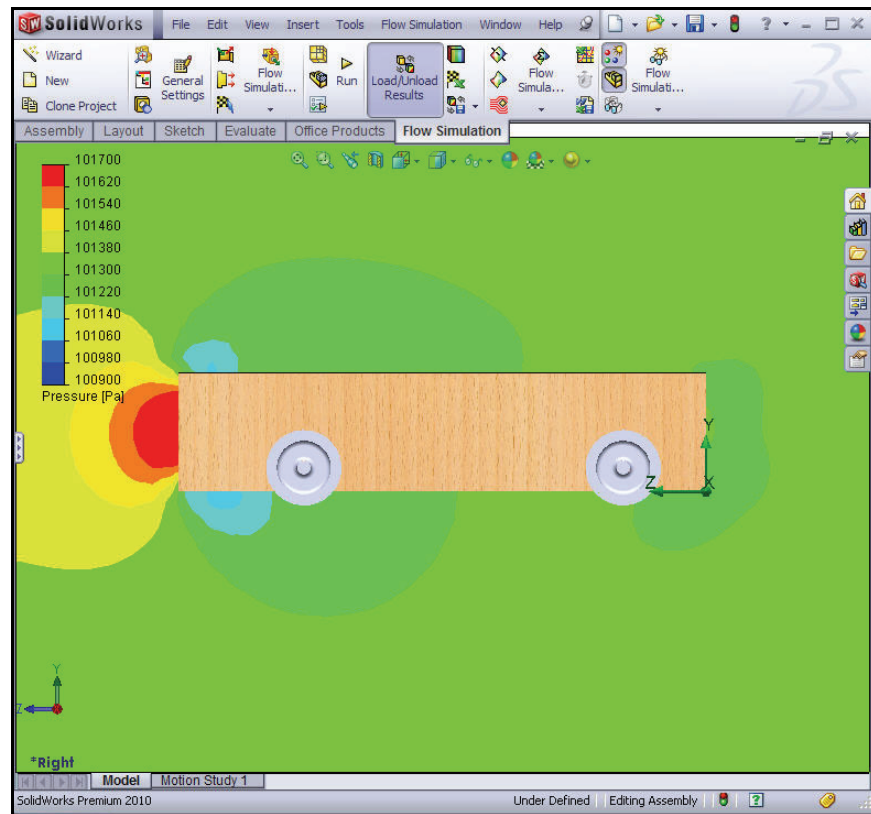 SolidWorks File Edit View Insert Tools Flow Simulation Window Help ?
Wizard
New
Clone Project
General
Settings
Flow
Simulati...
Run
Load/Unload
Results
Flow
Simula...
Flow
Simulati...
Assembly Layout Sketch Evaluate Office Products Flow Simulation
101700
101620
101540
101460
101380
101300
101220
101140
101060
100980
100900
Pressure [Pa]
Y
Z
X
Y
Z
*Right
Model Motion Study 1
SolidWorks Premium 2010 Under Defined Editing Assembly ?